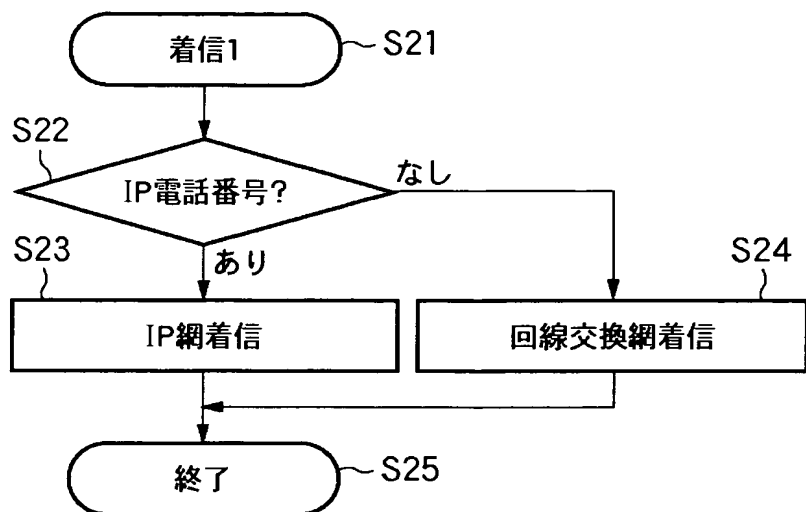 着信1
S21
S22
IP電話番号?
なし
あり
S23
IP網着信
S24
回線交換網着信
終了
S25